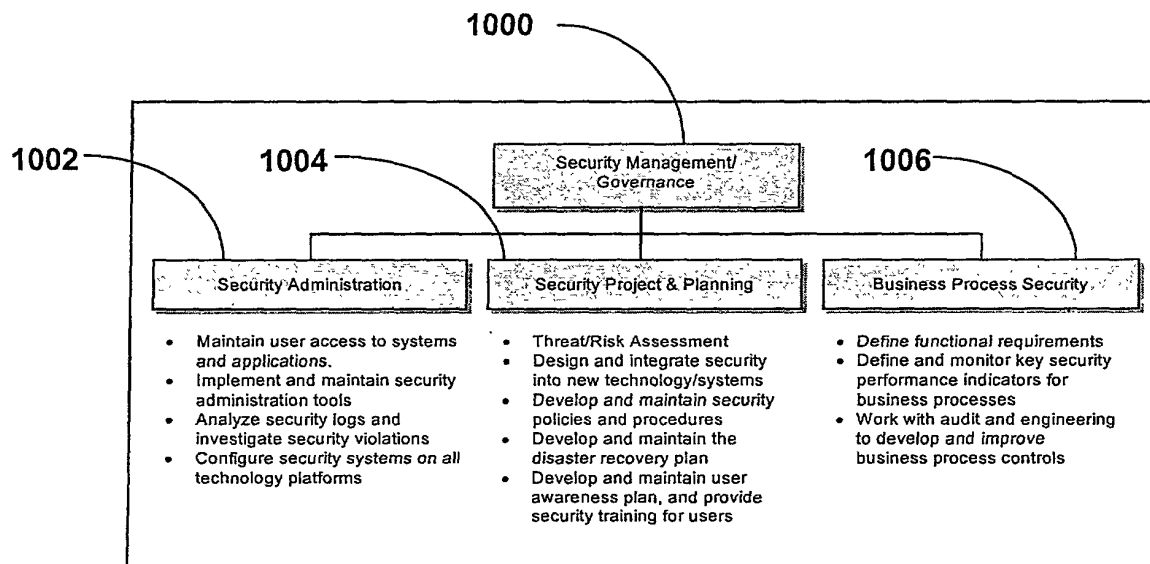 1000
1002
1004
1006
Security Management/
Governance
Security Administration
• Maintain user access to systems
and applications.
• Implement and maintain security
administration tools
• Analyze security logs and
investigate security violations
• Configure security systems on all
technology platforms
Security Project & Planning
• Threat/Risk Assessment
• Design and integrate security
into new technology/systems
• Develop and maintain security
policies and procedures
• Develop and maintain the
disaster recovery plan
• Develop and maintain user
awareness plan, and provide
security training for users
Business Process Security
• Define functional requirements
• Define and monitor key security
performance indicators for
business processes
• Work with audit and engineering
to develop and improve
business process controls